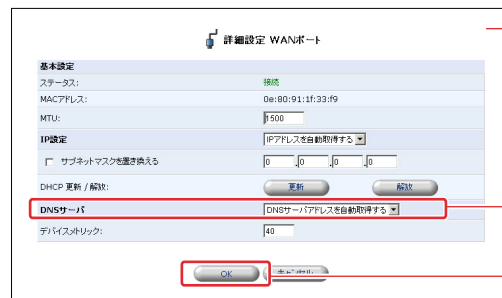 詳細設定 WANポート
基本設定
ステータス: 接続
MACアドレス: 0e:80:91:1f:33:f9
MTU: 1500
IP設定 IPアドレスを自動取得する
サブネットマスクを置き換える 0 .0 .0 .0
DHCP 更新 / 解放: 更新 解放
DNSサーバ DNSサーバアドレスを自動取得する
デバイスメトリック: 40
OK キャンセル